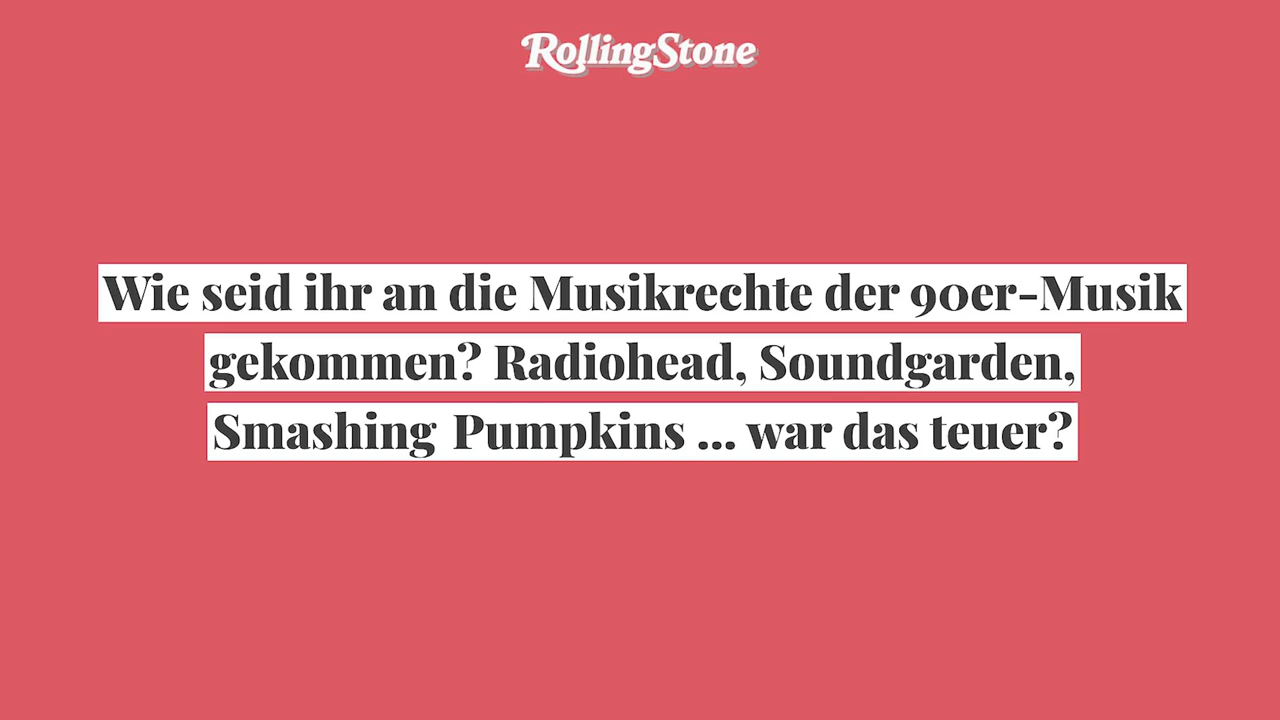 RollingStone
Wie seid ihr an die Musikrechte der 90er-Musik
gekommen? Radiohead, Soundgarden,
Smashing Pumpkins ... war das teuer?